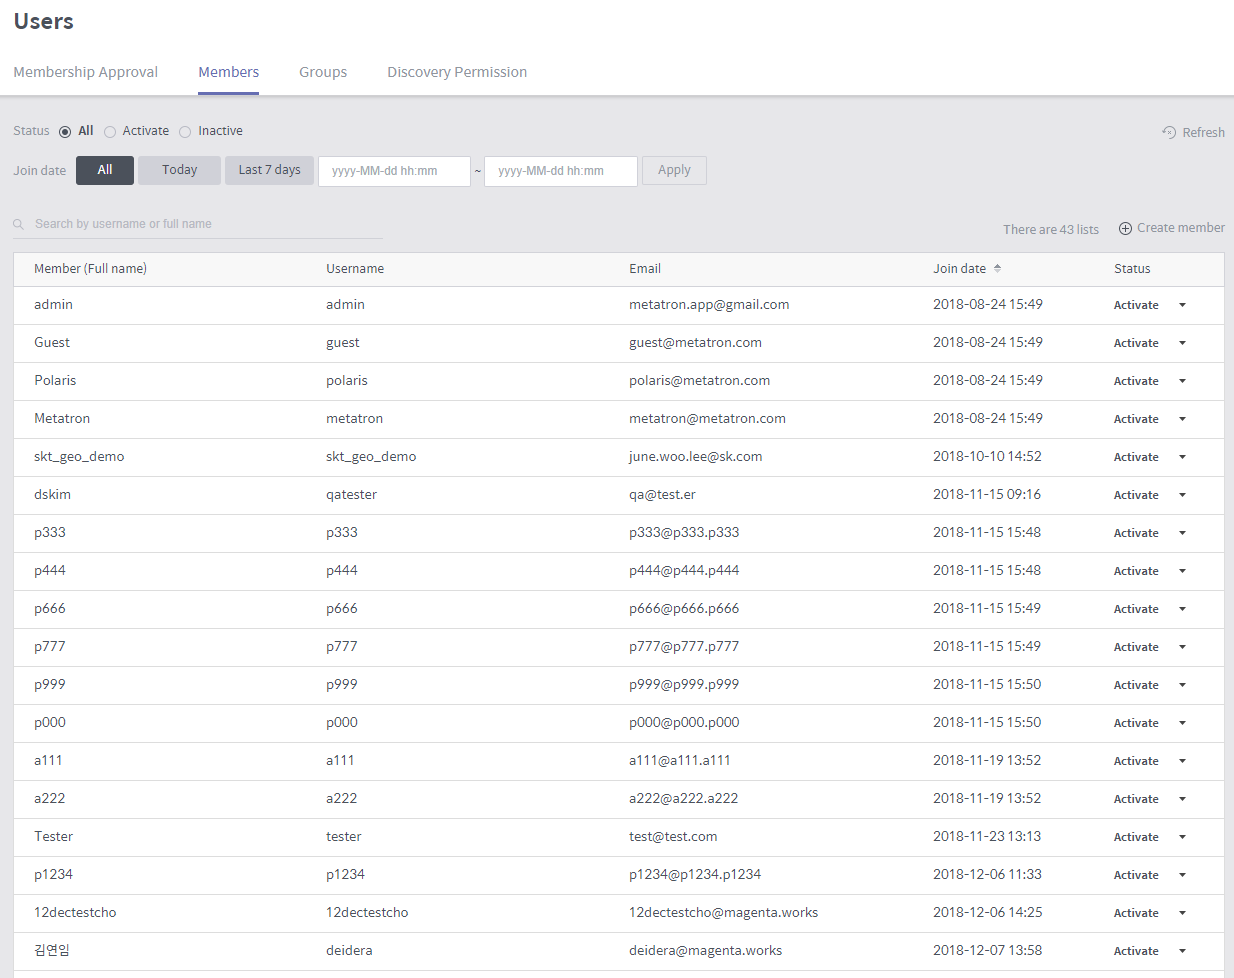 Users
Membership Approval Members Groups Discovery Permission
Status All Activate Inactive Refresh
Join date All Today Last 7 days yyyy-MM-dd hh:mm ~ yyyy-MM-dd hh:mm Apply
Search by username or full name There are 43 lists Create member
Member (Full name) Username Email Join date Status
admin admin metatron.app@gmail.com 2018-08-24 15:49 Activate
Guest guest guest@metatron.com 2018-08-24 15:49 Activate
Polaris polaris polaris@metatron.com 2018-08-24 15:49 Activate
Metatron metatron metatron@metatron.com 2018-08-24 15:49 Activate
skt_geo_demo skt_geo_demo june.woo.lee@sk.com 2018-10-10 14:52 Activate
dskim qatester qa@test.er 2018-11-15 09:16 Activate
p333 p333 p333@p333.p333 2018-11-15 15:48 Activate
p444 p444 p444@p444.p444 2018-11-15 15:48 Activate
p666 p666 p666@p666.p666 2018-11-15 15:49 Activate
p777 p777 p777@p777.p777 2018-11-15 15:49 Activate
p999 p999 p999@p999.p999 2018-11-15 15:50 Activate
p000 p000 p000@p000.p000 2018-11-15 15:50 Activate
a111 a111 a111@a111.a111 2018-11-19 13:52 Activate
a222 a222 a222@a222.a222 2018-11-19 13:52 Activate
Tester tester test@test.com 2018-11-23 13:13 Activate
p1234 p1234 p1234@p1234.p1234 2018-12-06 11:33 Activate
12dectestcho 12dectestcho 12dectestcho@magenta.works 2018-12-06 14:25 Activate
김연임 deidera deidera@magenta.works 2018-12-07 13:58 Activate